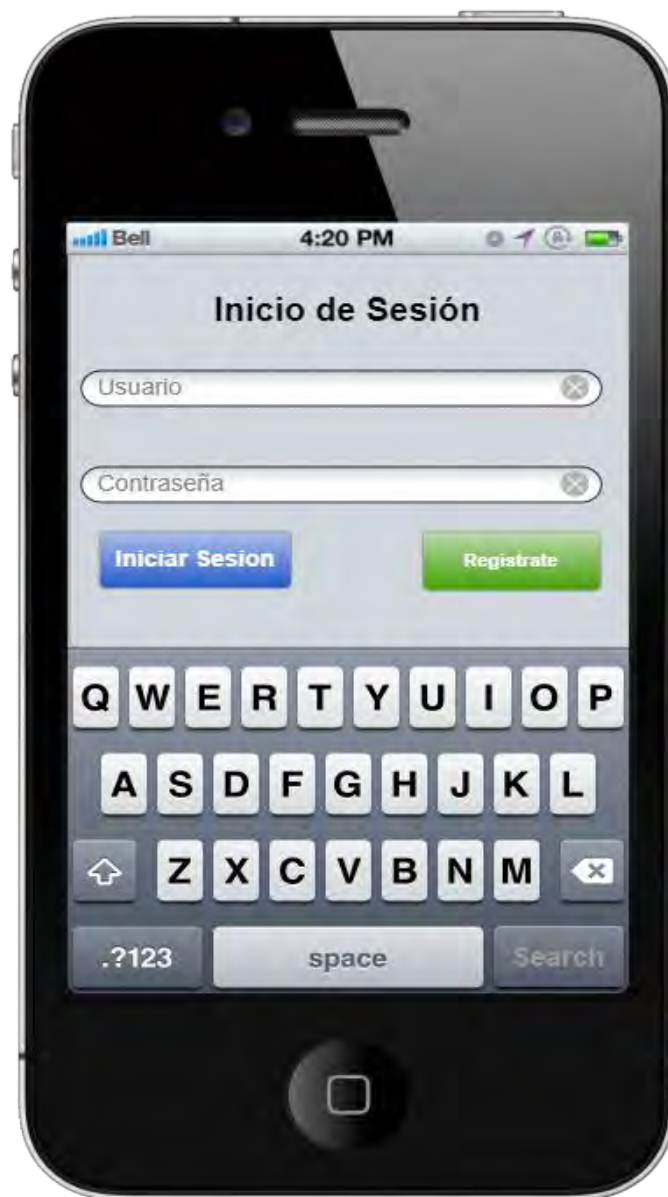 Bell 4:20 PM
Inicio de Sesión
Usuario
Contraseña
Iniciar Sesion Registrate
Q W E R T Y U I O P
A S D F G H J K L
Z X C V B N M
.?123 space Search